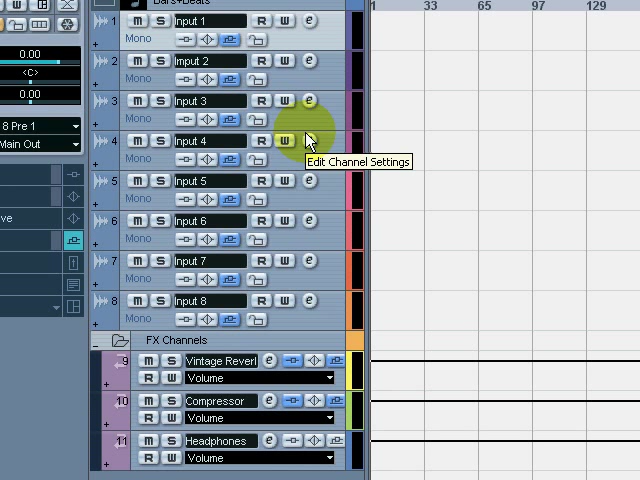 Bars+Beats
1 33 65 97 129
1 Input 1 R W e
Mono
0.00
2 Input 2 R W e
<C>
Mono
0.00
3 Input 3 R W e
Mono
8 Pre 1
Main Out
4 Input 4 R W
Mono
Edit Channel Settings
5 Input 5 R W e
Mono
6 Input 6 R W e
ve
Mono
7 Input 7 R W e
Mono
8 Input 8 R W e
Mono
FX Channels
9 M S Vintage Reverl e
R W Volume
10 M S Compressor e
R W Volume
11 M S Headphones e
R W Volume